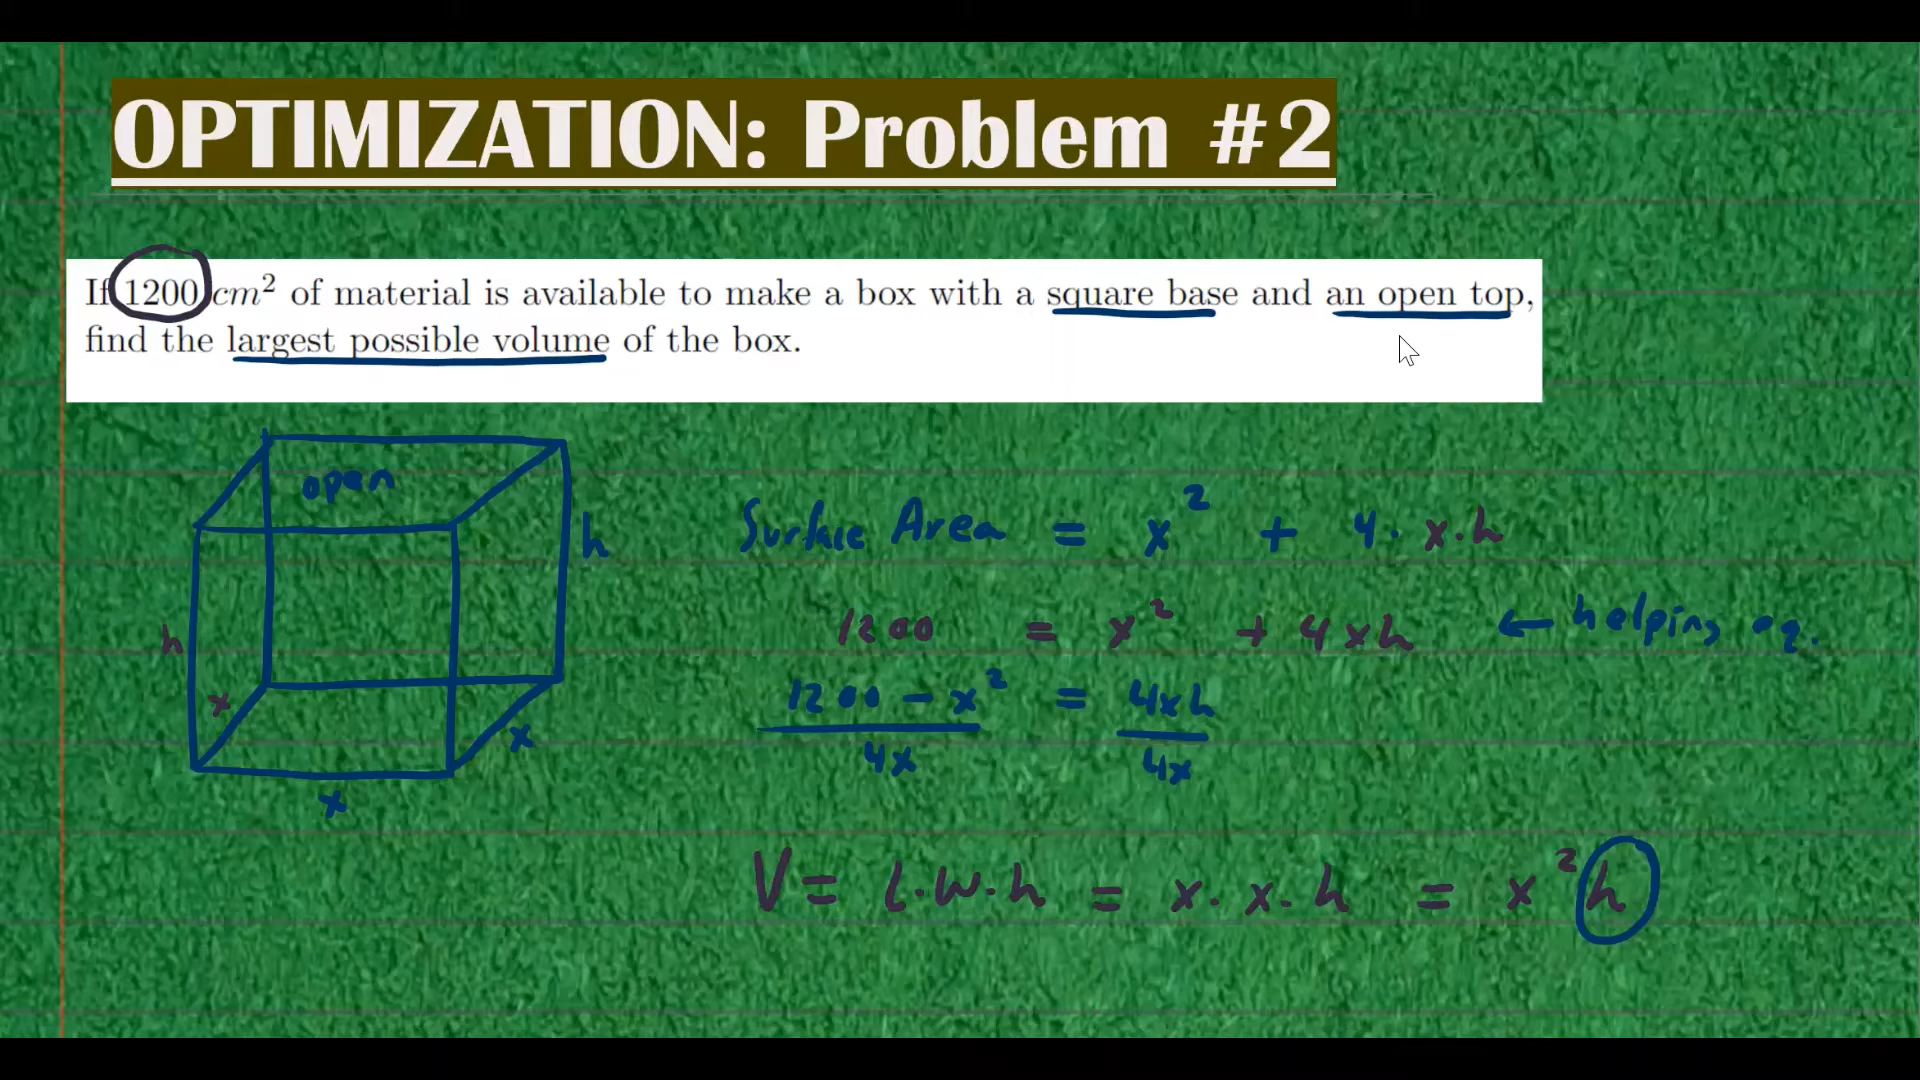 OPTIMIZATION: Problem #2
If 1200 cm² of material is available to make a box with a square base and an open top,
find the largest possible volume of the box.
open
h
h
x
x
x
Surface Area = x² + 4 · x · h
1200 = x² + 4xh ← helping eq.
1200 - x² = 4xh
4x 4x
V = l · w · h = x · x · h = x² h